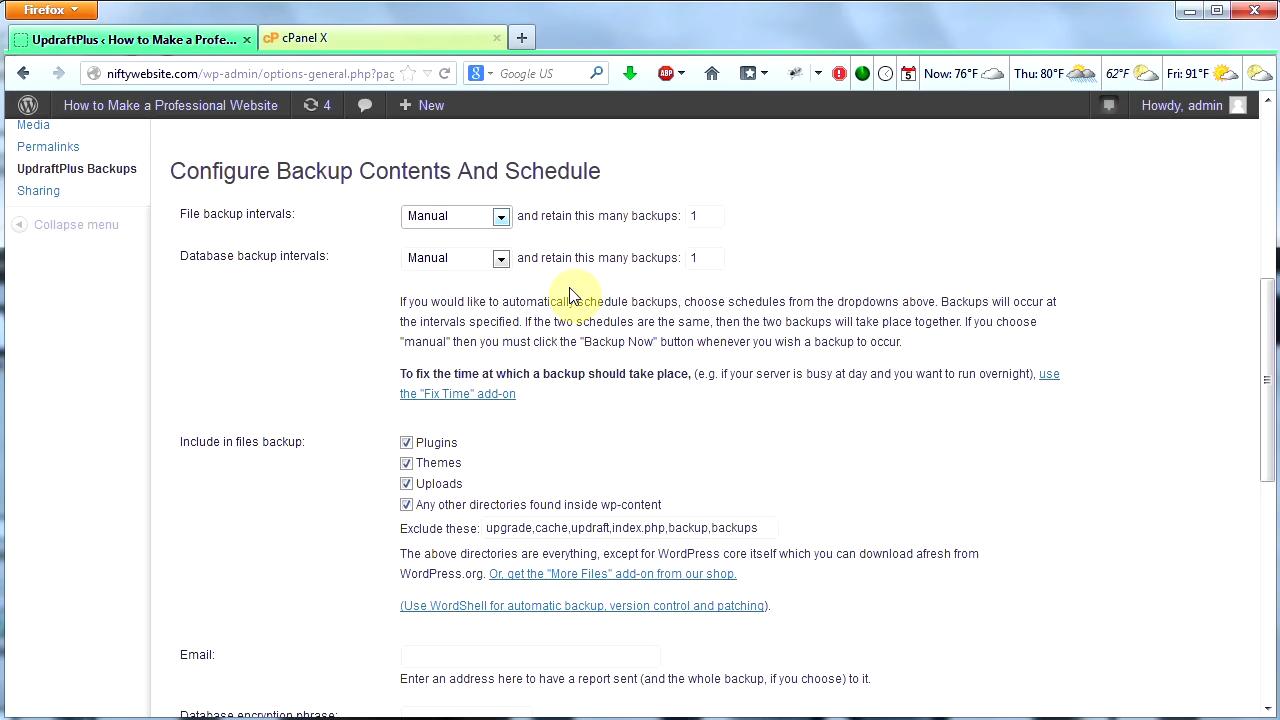 Firefox
UpdraftPlus ‹ How to Make a Profe...
cPanel X
niftywebsite.com/wp-admin/options-general.php?pag
Google US
ABP
5
Now: 76°F
Thu: 80°F
62°F
Fri: 91°F
How to Make a Professional Website
4
New
Howdy, admin
Media
Permalinks
UpdraftPlus Backups
Sharing
Collapse menu
Configure Backup Contents And Schedule
File backup intervals:
Manual
and retain this many backups:
1
Database backup intervals:
Manual
and retain this many backups:
1
If you would like to automatically schedule backups, choose schedules from the dropdowns above. Backups will occur at
the intervals specified. If the two schedules are the same, then the two backups will take place together. If you choose
"manual" then you must click the "Backup Now" button whenever you wish a backup to occur.
To fix the time at which a backup should take place, (e.g. if your server is busy at day and you want to run overnight), use
the "Fix Time" add-on
Include in files backup:
Plugins
Themes
Uploads
Any other directories found inside wp-content
Exclude these: upgrade,cache,updraft,index.php,backup,backups
The above directories are everything, except for WordPress core itself which you can download afresh from
WordPress.org. Or, get the "More Files" add-on from our shop.
(Use WordShell for automatic backup, version control and patching).
Email:
Enter an address here to have a report sent (and the whole backup, if you choose) to it.
Database encryption phrase: